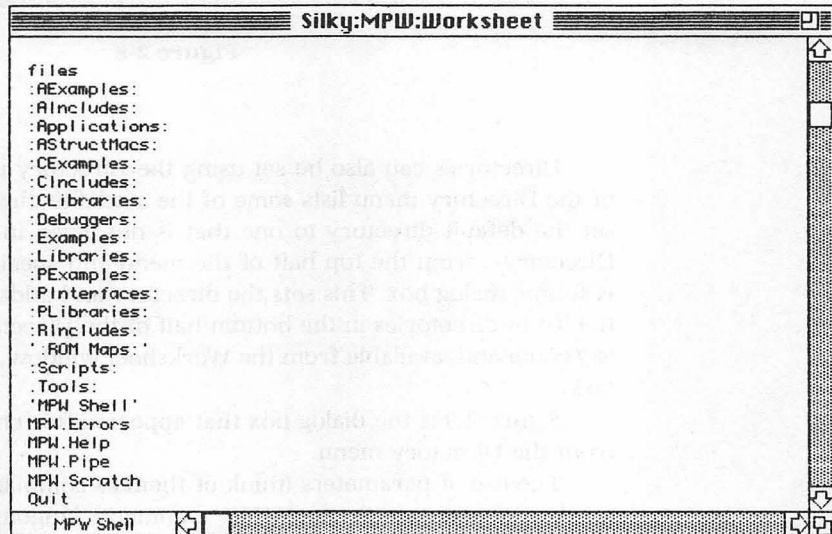 Silky:MPW:Worksheet
files
:AExamples:
:AIncludes:
:Applications:
:AStructMacs:
:CExamples:
:CIncludes:
:CLibraries:
:Debuggers:
:Examples:
:Libraries:
:PExamples:
:PInterfaces:
:PLibraries:
:RIncludes:
':ROM Maps:'
:Scripts:
:Tools:
'MPW Shell'
MPW.Errors
MPW.Help
MPW.Pipe
MPW.Scratch
Quit
MPW Shell